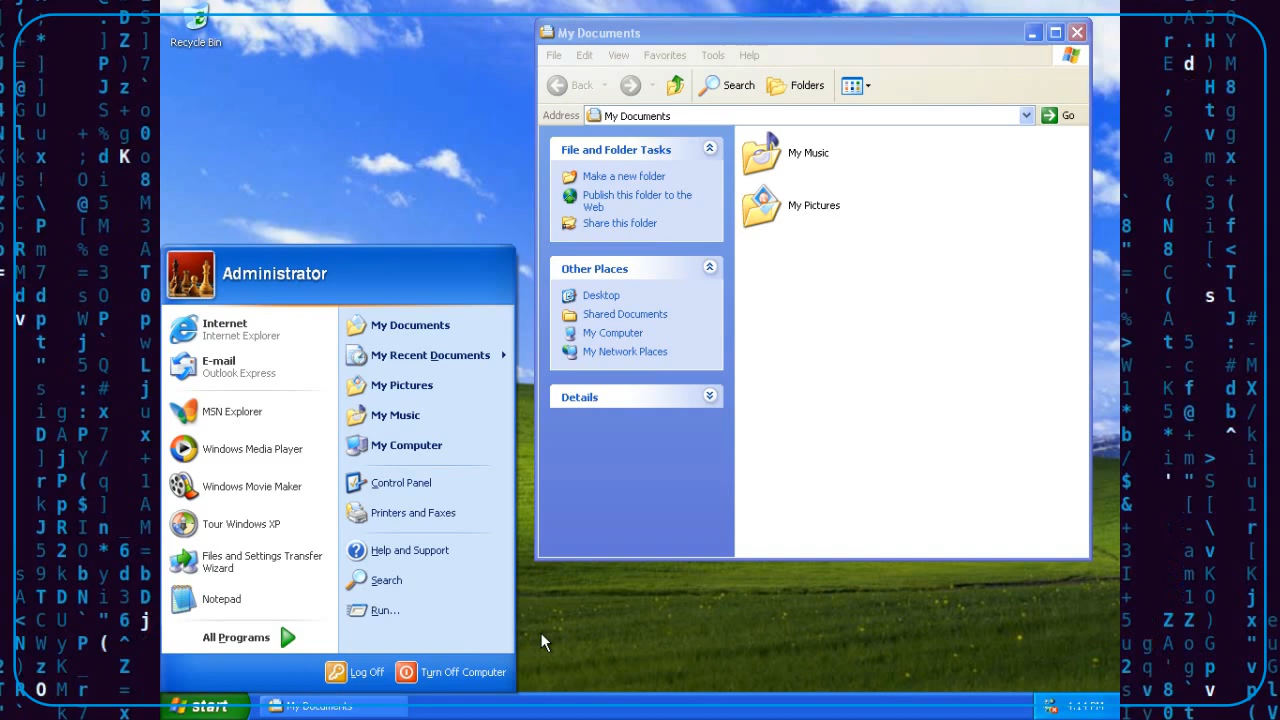 Recycle Bin
My Documents
File Edit View Favorites Tools Help
Back Search Folders
Address My Documents Go
File and Folder Tasks
Make a new folder
Publish this folder to the
Web
Share this folder
Other Places
Desktop
Shared Documents
My Computer
My Network Places
Details
My Music
My Pictures
Administrator
Internet
Internet Explorer
E-mail
Outlook Express
MSN Explorer
Windows Media Player
Windows Movie Maker
Tour Windows XP
Files and Settings Transfer
Wizard
Notepad
All Programs
My Documents
My Recent Documents
My Pictures
My Music
My Computer
Control Panel
Printers and Faxes
Help and Support
Search
Run...
Log Off Turn Off Computer
start My Documents 4:14 PM